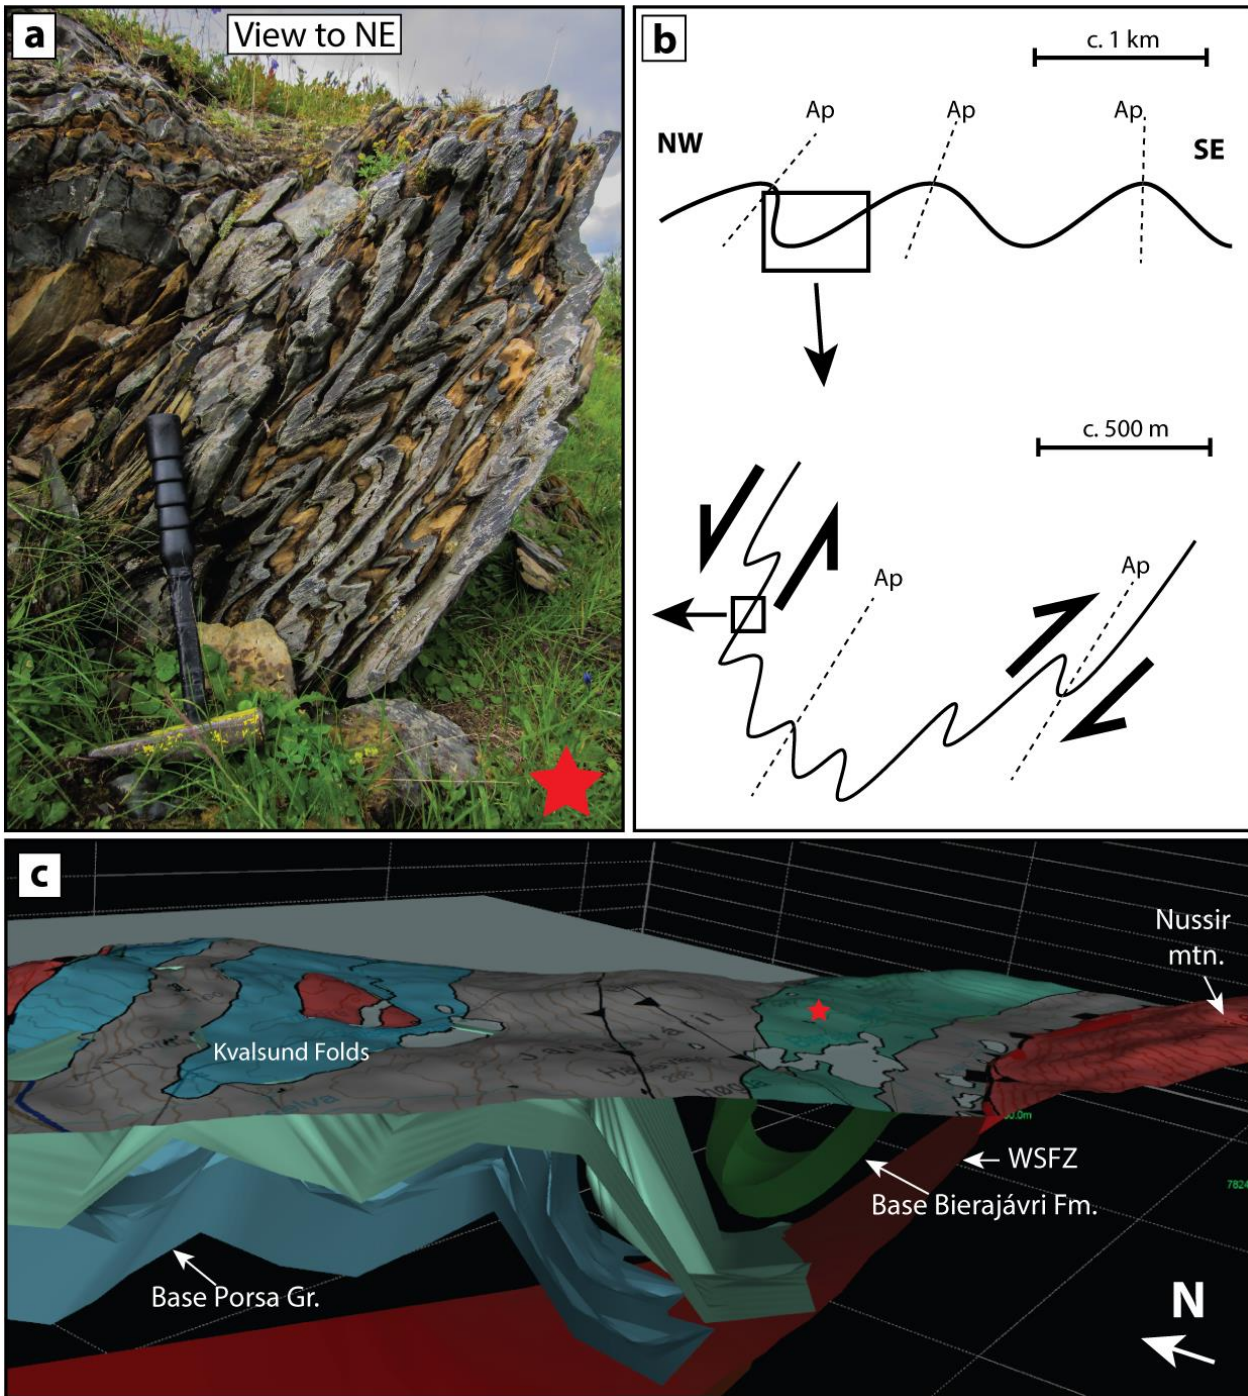 a
View to NE
b
c. 1 km
Ap
Ap
Ap
NW
SE
c. 500 m
Ap
Ap
c
Nussir
mtn.
Kvalsund Folds
WSFZ
Base Bierajávri Fm.
Base Porsa Gr.
7824
N